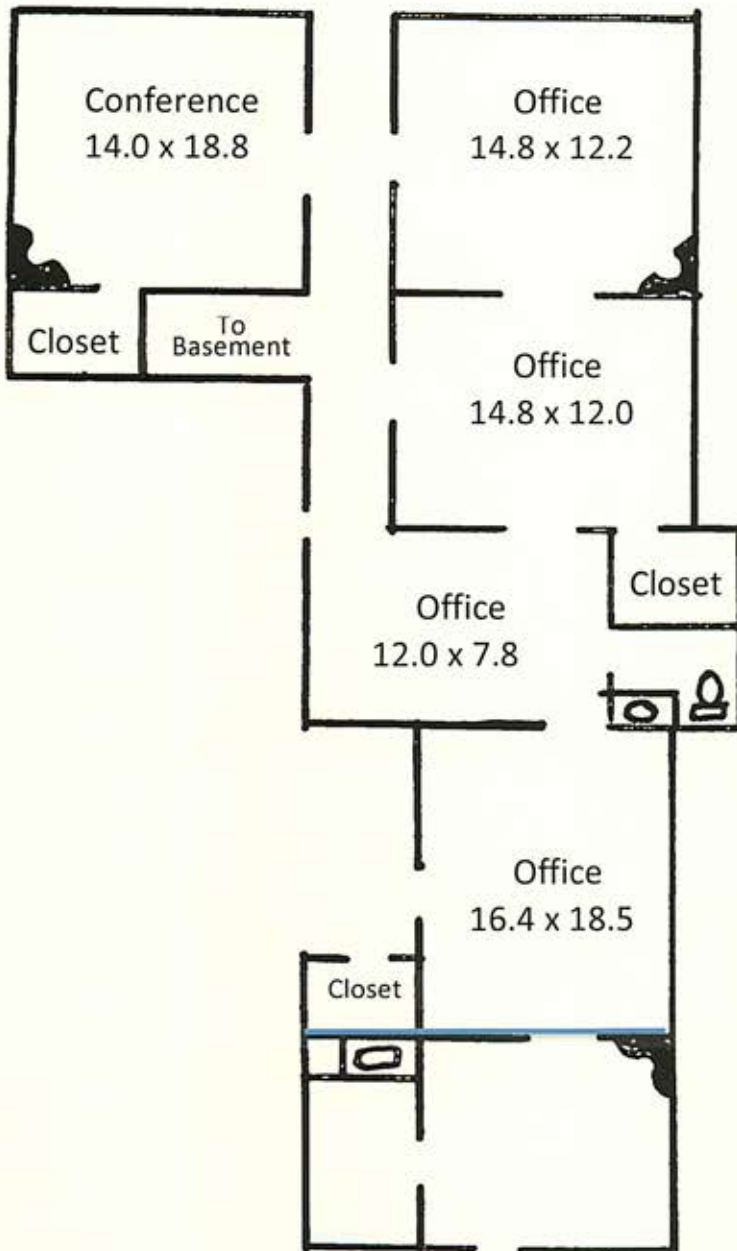 Conference
14.0 x 18.8
Office
14.8 x 12.2
Closet
To
Basement
Office
14.8 x 12.0
Closet
Office
12.0 x 7.8
Office
16.4 x 18.5
Closet